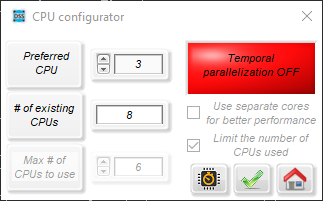 DSS CPU configurator
Preferred
CPU
3
Temporal
parallelization OFF
# of existing
CPUs
8
Use separate cores
for better performance
Limit the number of
CPUs used
Max # of
CPUs to use
6